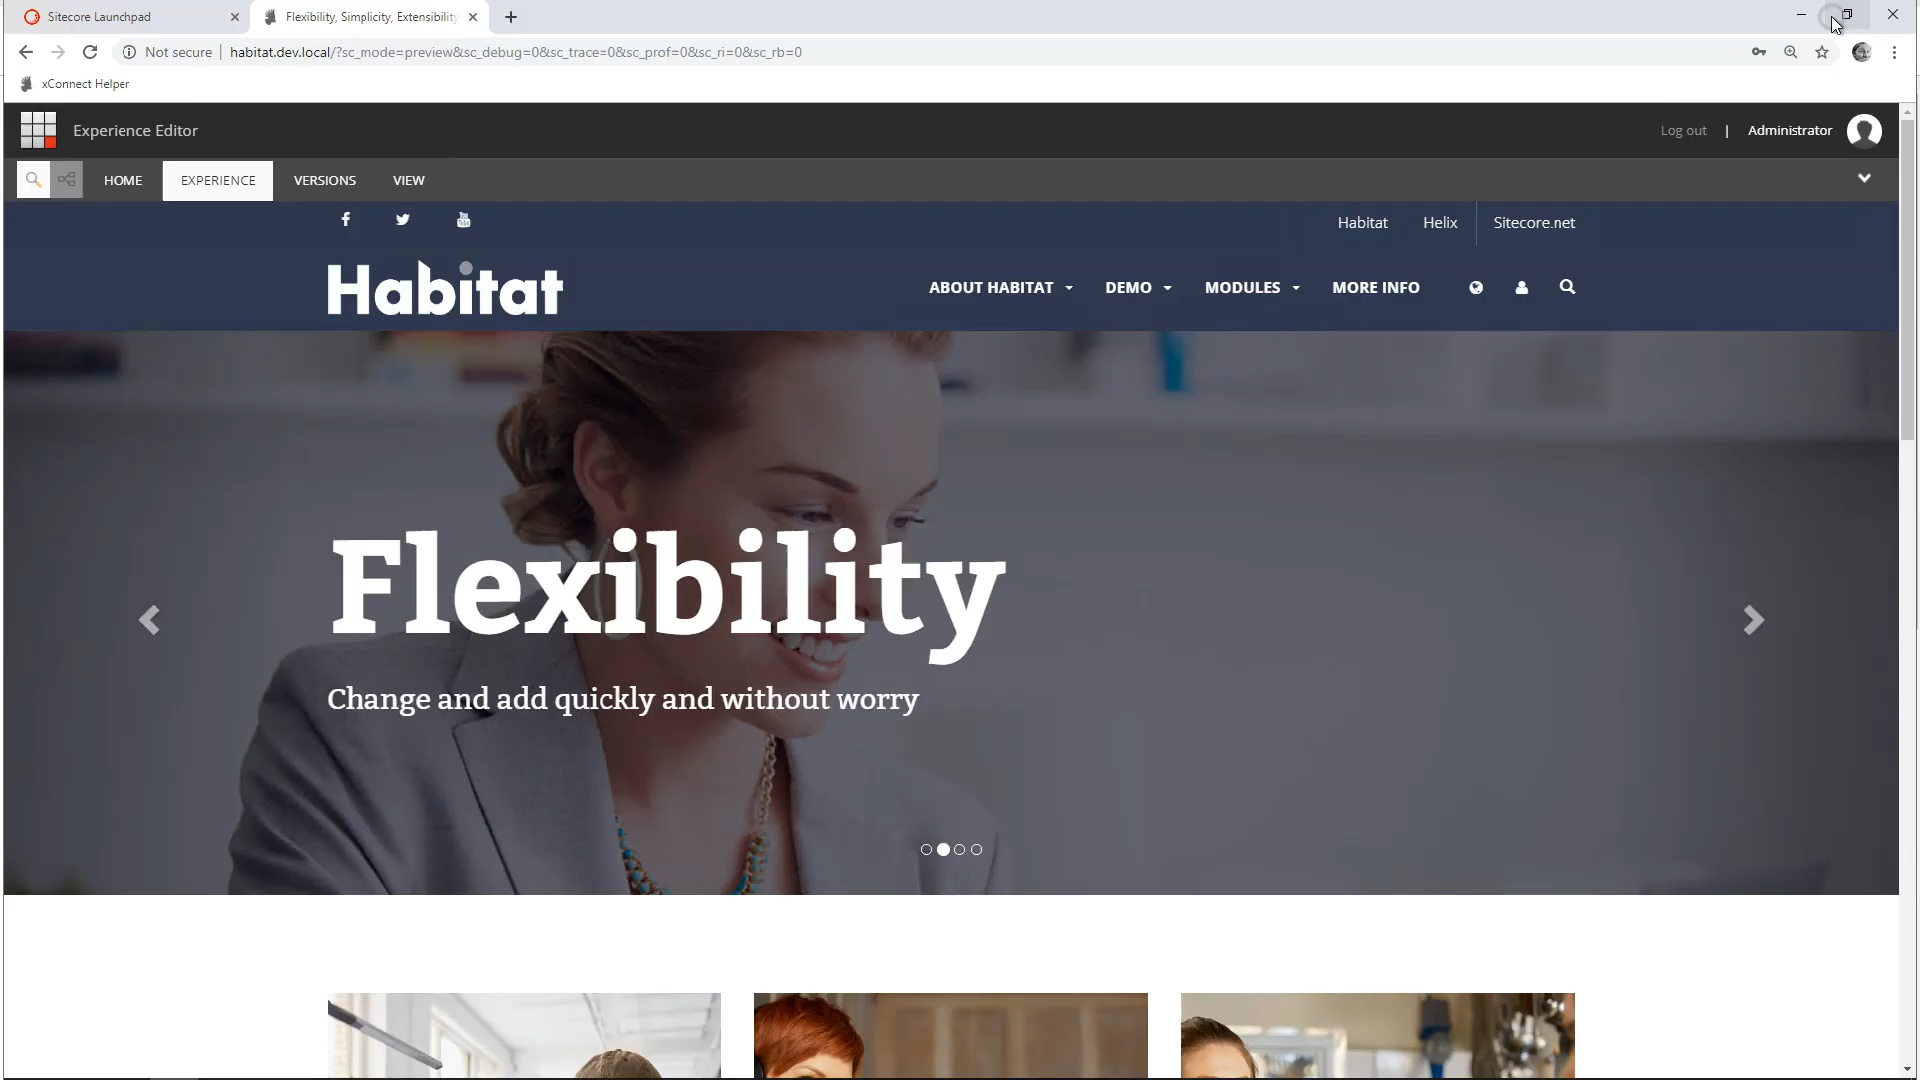 Sitecore Launchpad
Flexibility, Simplicity, Extensibility
Not secure
habitat.dev.local/?sc_mode=preview&sc_debug=0&sc_trace=0&sc_prof=0&sc_ri=0&sc_rb=0
xConnect Helper
Experience Editor
Log out | Administrator
HOME
EXPERIENCE
VERSIONS
VIEW
Habitat
Helix
Sitecore.net
Habitat
ABOUT HABITAT
DEMO
MODULES
MORE INFO
Flexibility
Change and add quickly and without worry